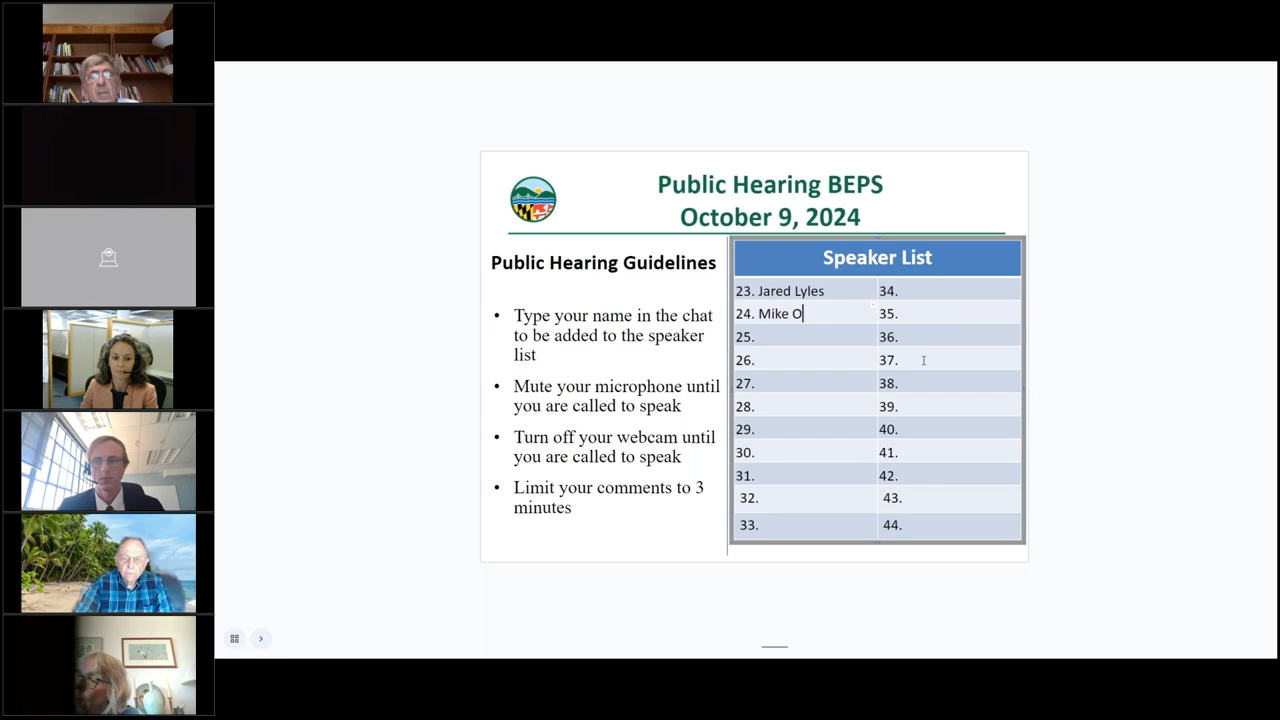 Public Hearing BEPS
October 9, 2024
Public Hearing Guidelines
• Type your name in the chat
to be added to the speaker
list
• Mute your microphone until
you are called to speak
• Turn off your webcam until
you are called to speak
• Limit your comments to 3
minutes
Speaker List
23. Jared Lyles 34.
24. Mike O 35.
25. 36.
26. 37.
27. 38.
28. 39.
29. 40.
30. 41.
31. 42.
32. 43.
33. 44.